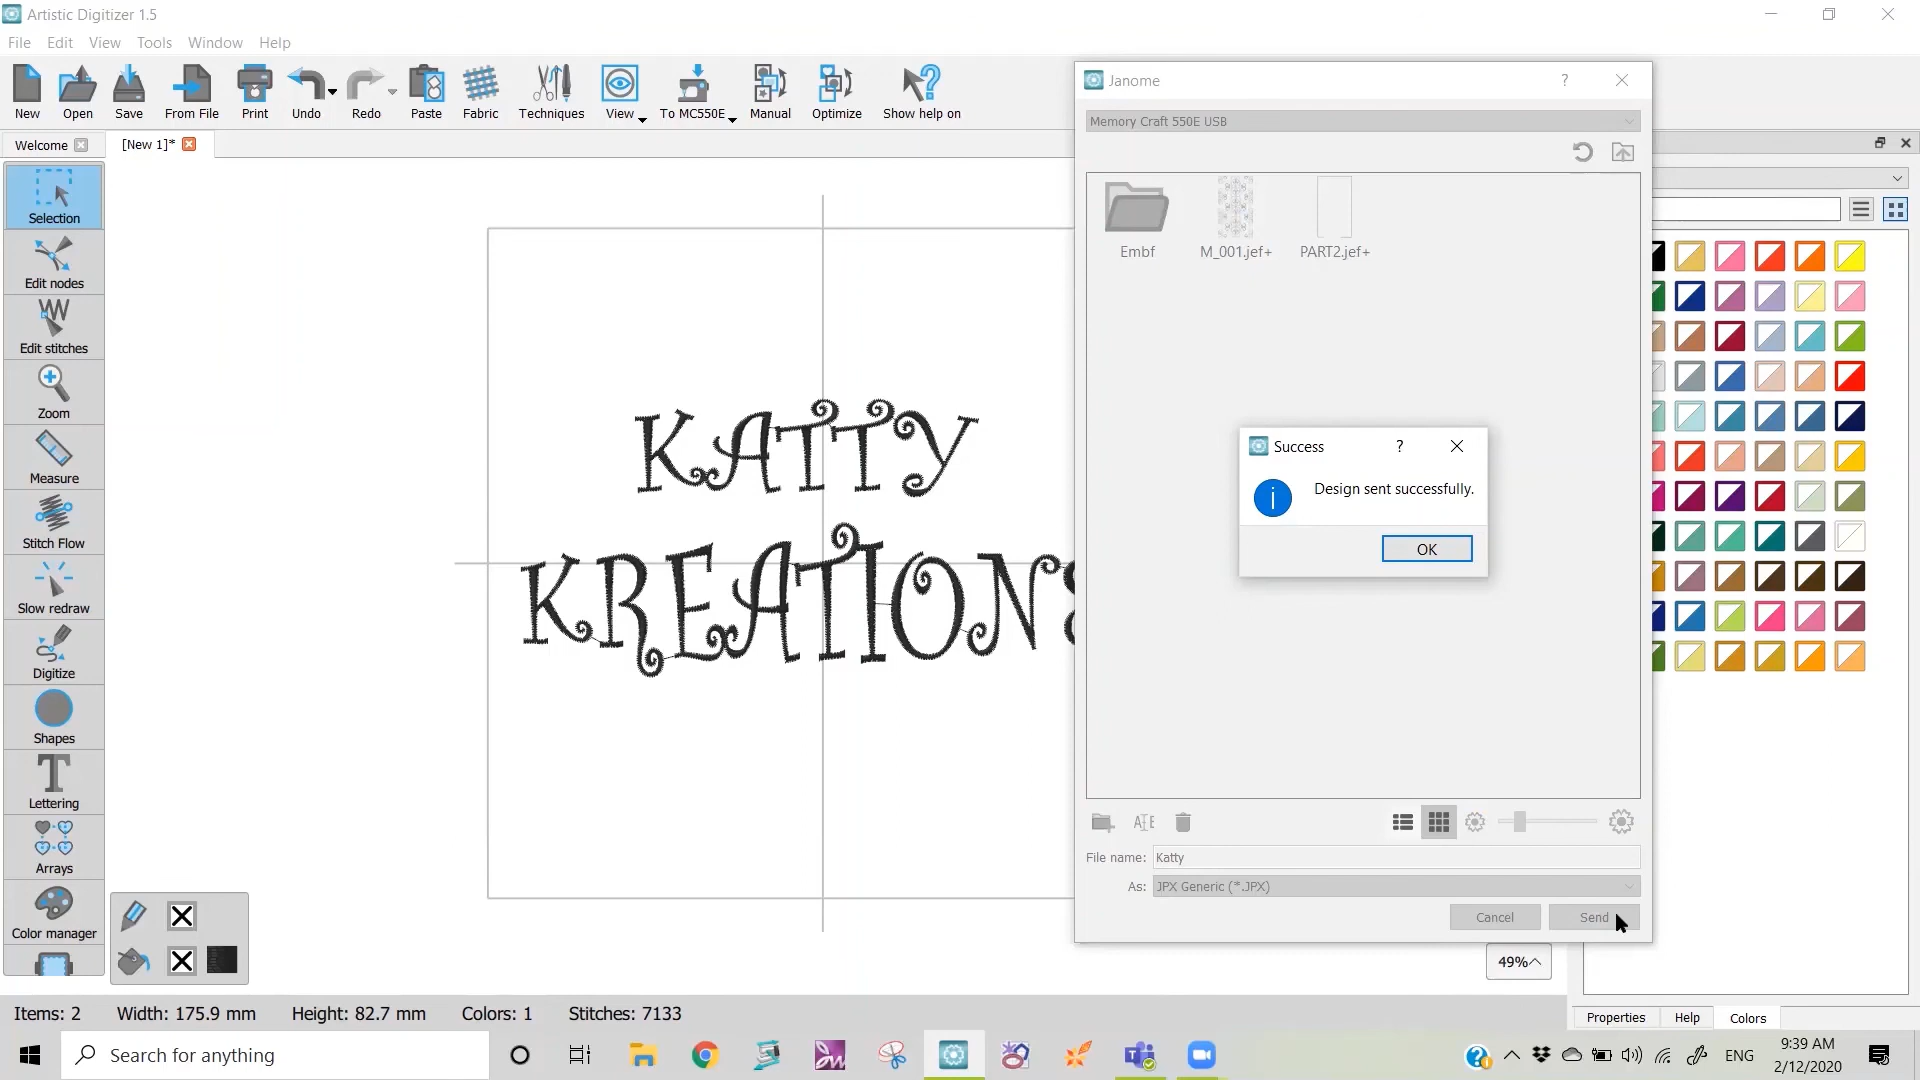 Artistic Digitizer 1.5
File Edit View Tools Window Help
New Open Save From File Print Undo Redo Paste Fabric Techniques View To MC550E Manual Optimize Show help on
Welcome
[New 1]*
Selection
Edit nodes
Edit stitches
Zoom
Measure
Stitch Flow
Slow redraw
Digitize
Shapes
Lettering
Arrays
Color manager
KATTY
KREATIONS
Janome
?
Memory Craft 550E USB
Embf
M_001.jef+
PART2.jef+
Success
?
Design sent successfully.
OK
File name: Katty
As: JPX Generic (*.JPX)
Cancel
Send
49%
Items: 2 Width: 175.9 mm Height: 82.7 mm Colors: 1 Stitches: 7133
Properties Help Colors
Search for anything
ENG
9:39 AM
2/12/2020